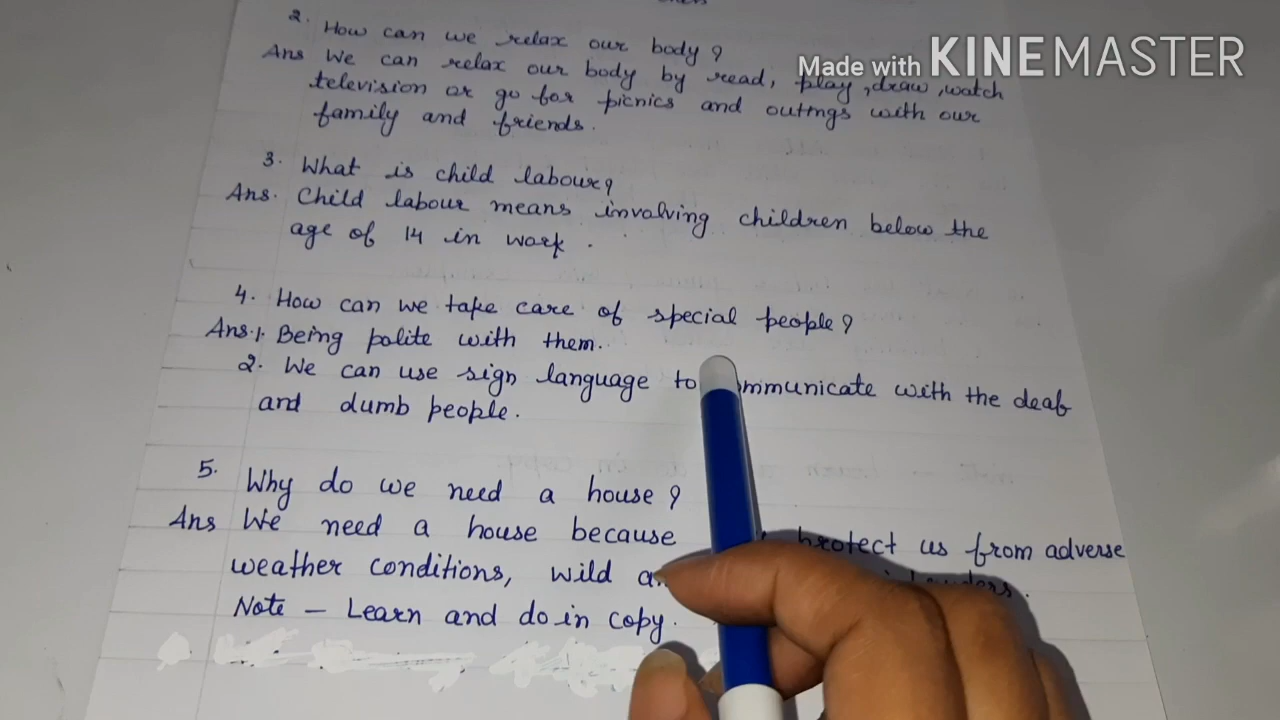 2. How can we relax our body?
Ans We can relax our body by read, play, draw, watch
television or go for picnics and outings with our
family and friends.
3. What is child labour?
Ans. Child labour means involving children below the
age of 14 in work.
4. How can we take care of special people?
Ans. 1. Being polite with them.
2. We can use sign language to communicate with the deaf
and dumb people.
5. Why do we need a house?
Ans We need a house because protect us from adverse
weather conditions, wild
Note - Learn and do in copy.
Made with KINEMASTER